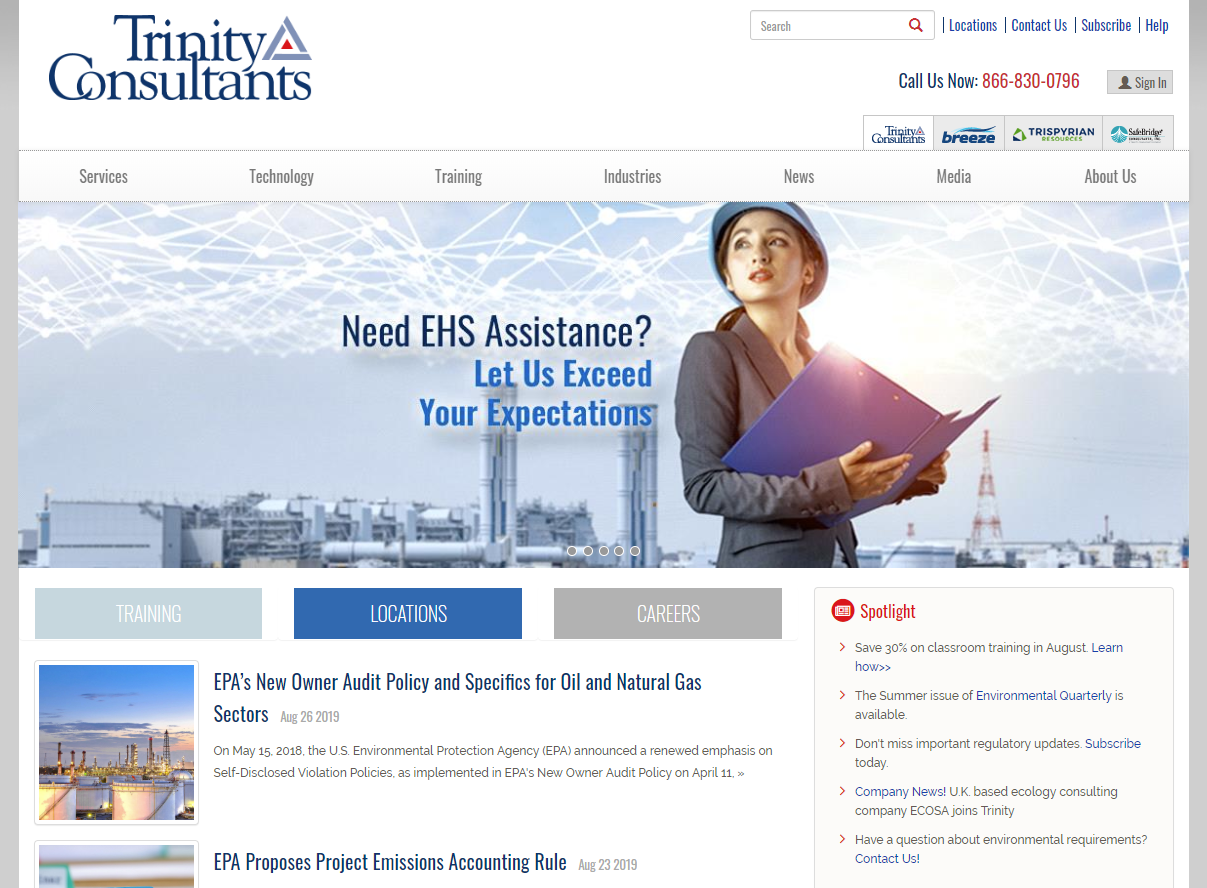 Trinity
Consultants
Search
Locations
Contact Us
Subscribe
Help
Call Us Now: 866-830-0796
Sign In
Trinity
Consultants
breeze
TRISPYRIAN
RESOURCES
SafeBridge
Services
Technology
Training
Industries
News
Media
About Us
Need EHS Assistance?
Let Us Exceed
Your Expectations
TRAINING
LOCATIONS
CAREERS
EPA’s New Owner Audit Policy and Specifics for Oil and Natural Gas
Sectors Aug 26 2019
On May 15, 2018, the U.S. Environmental Protection Agency (EPA) announced a renewed emphasis on
Self-Disclosed Violation Policies, as implemented in EPA's New Owner Audit Policy on April 11. »
EPA Proposes Project Emissions Accounting Rule Aug 23 2019
Spotlight
Save 30% on classroom training in August. Learn
how>>
The Summer issue of Environmental Quarterly is
available.
Don't miss important regulatory updates. Subscribe
today.
Company News! U.K. based ecology consulting
company ECOSA joins Trinity
Have a question about environmental requirements?
Contact Us!